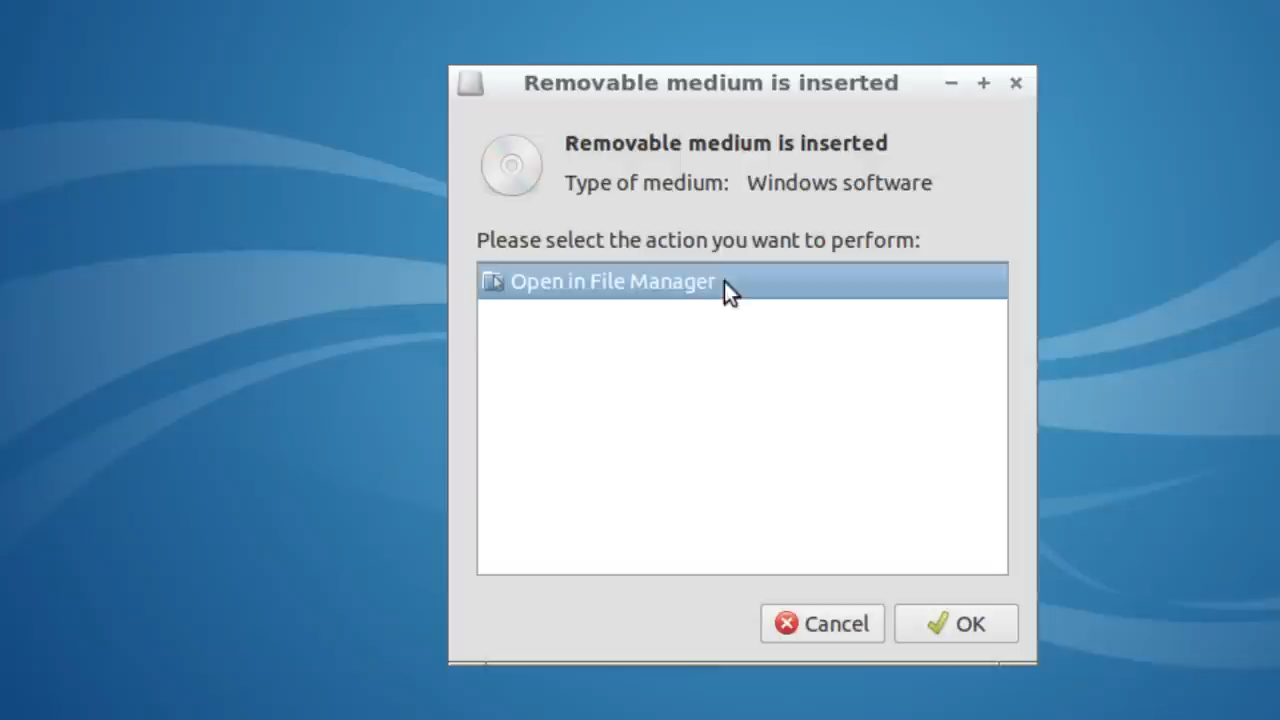 Removable medium is inserted
Removable medium is inserted
Type of medium: Windows software
Please select the action you want to perform:
Open in File Manager
Cancel OK